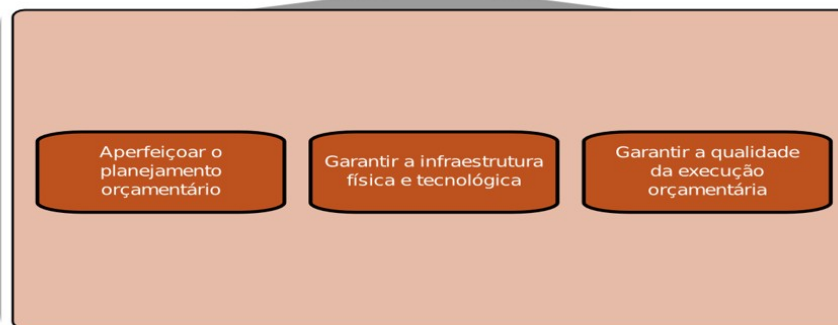 Aperfeiçoar o
planejamento
orçamentário
Garantir a infraestrutura
física e tecnológica
Garantir a qualidade
da execução
orçamentária